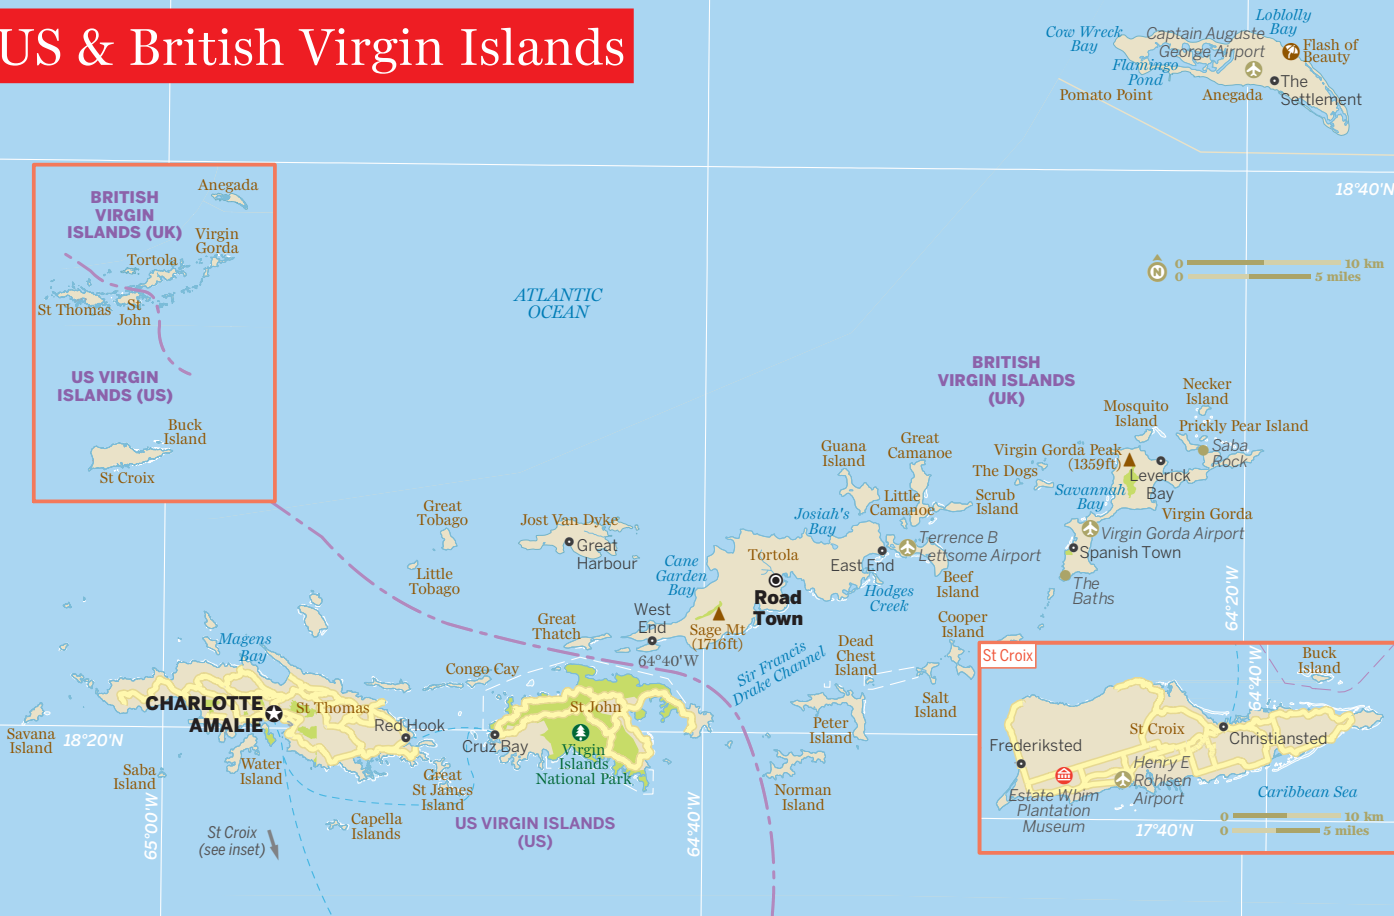 US & British Virgin Islands
Cow Wreck
Bay
Captain Auguste
George Airport
Loblolly
Bay
Flash of
Beauty
Flamingo
Pond
Pomato Point
Anegada
The
Settlement
18°40'N
BRITISH
VIRGIN
ISLANDS (UK)
Anegada
Virgin
Gorda
Tortola
St Thomas
St
John
US VIRGIN
ISLANDS (US)
Buck
Island
St Croix
ATLANTIC
OCEAN
N
0 10 km
0 5 miles
BRITISH
VIRGIN ISLANDS
(UK)
Necker
Island
Mosquito
Island
Prickly Pear Island
Saba
Rock
Virgin Gorda Peak
(1359ft)
Leverick
Bay
Savannah
Bay
Virgin Gorda
Virgin Gorda Airport
Spanish Town
The
Baths
Guana
Island
Great
Camanoe
The Dogs
Little
Camanoe
Scrub
Island
Josiah's
Bay
Terrence B
Lettsome Airport
East End
Beef
Island
Hodges
Creek
Great
Tobago
Jost Van Dyke
Great
Harbour
Little
Tobago
Cane
Garden
Bay
Tortola
Road
Town
West
End
Sage Mt
(1716ft)
Great
Thatch
64°40'W
64°20'W
Cooper
Island
Dead
Chest
Island
Sir Francis
Drake Channel
Salt
Island
Peter
Island
Norman
Island
Magens
Bay
Congo Cay
CHARLOTTE
AMALIE
St Thomas
Red Hook
St John
Cruz Bay
Virgin
Islands
National Park
Savana
Island
18°20'N
Saba
Island
Water
Island
Great
St James
Island
Capella
Islands
65°00'W
St Croix
(see inset)
US VIRGIN ISLANDS
(US)
64°40'W
St Croix
64°40'W
Buck
Island
St Croix
Frederiksted
Christiansted
Henry E
Rohlsen
Airport
Estate Whim
Plantation
Museum
Caribbean Sea
17°40'N
0 10 km
0 5 miles